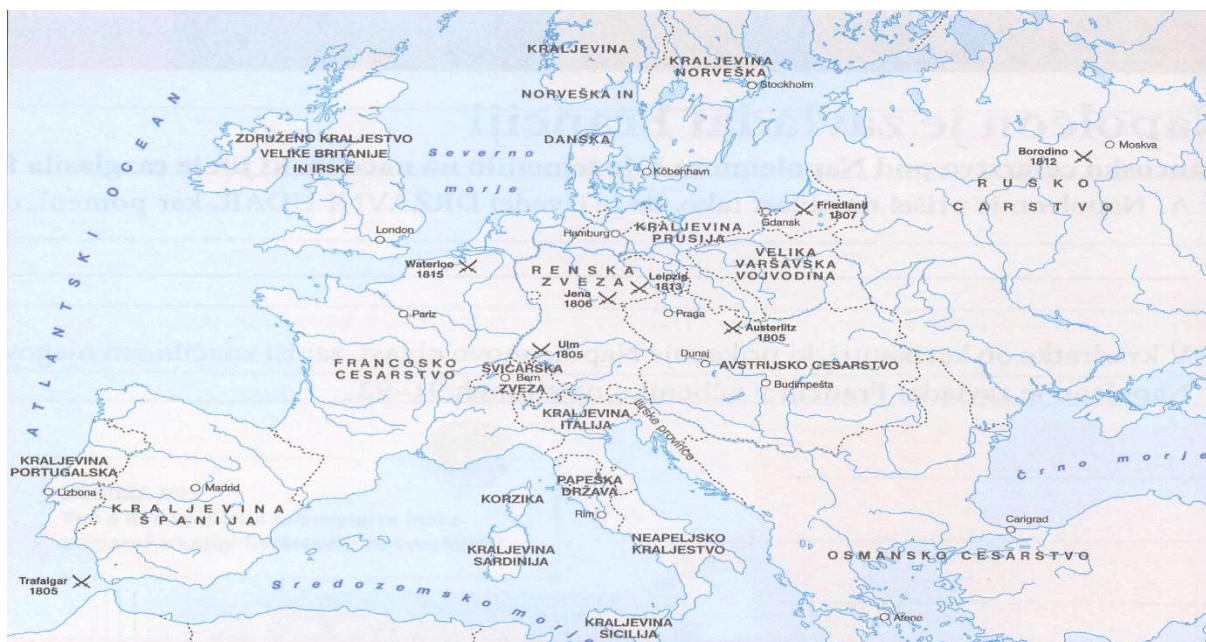 KRALJEVINA
NORVEŠKA IN
DANSKA
KRALJEVINA
NORVEŠKA
Stockholm
ATLANTSKI OCEAN
ZDRUŽENO KRALJESTVO
VELIKE BRITANIJE
IN IRSKE
Severno
morje
Köbenhavn
Borodino
1812
Moskva
RUSKO
CESARSTVO
London
Hamburg
Gdansk
Friedland
1807
KRALJEVINA
PRUSIJA
VELIKA
VARŠAVSKA
VOJVODINA
Waterloo
1815
RENSKA
ZVEZA
Leipzig
1813
Jena
1806
Praga
Pariz
Austerlitz
1805
Ulm
1805
Dunaj
AVSTRIJSKO CESARSTVO
Budimpešta
FRANCOSKO
CESARSTVO
ŠVICARSKA
Bern
ZVEZA
KRALJEVINA
ITALIJA
Ilirske province
KRALJEVINA
PORTUGALSKA
Lizbona
Madrid
KRALJEVINA
ŠPANIJA
KORZIKA
PAPEŠKA
DRŽAVA
Rim
Črno morje
Carigrad
KRALJEVINA
SARDINIJA
NEAPELJSKO
KRALJESTVO
OSMANSKO CESARSTVO
Trafalgar
1805
Sredozemsko morje
KRALJEVINA
SICILIJA
Atene